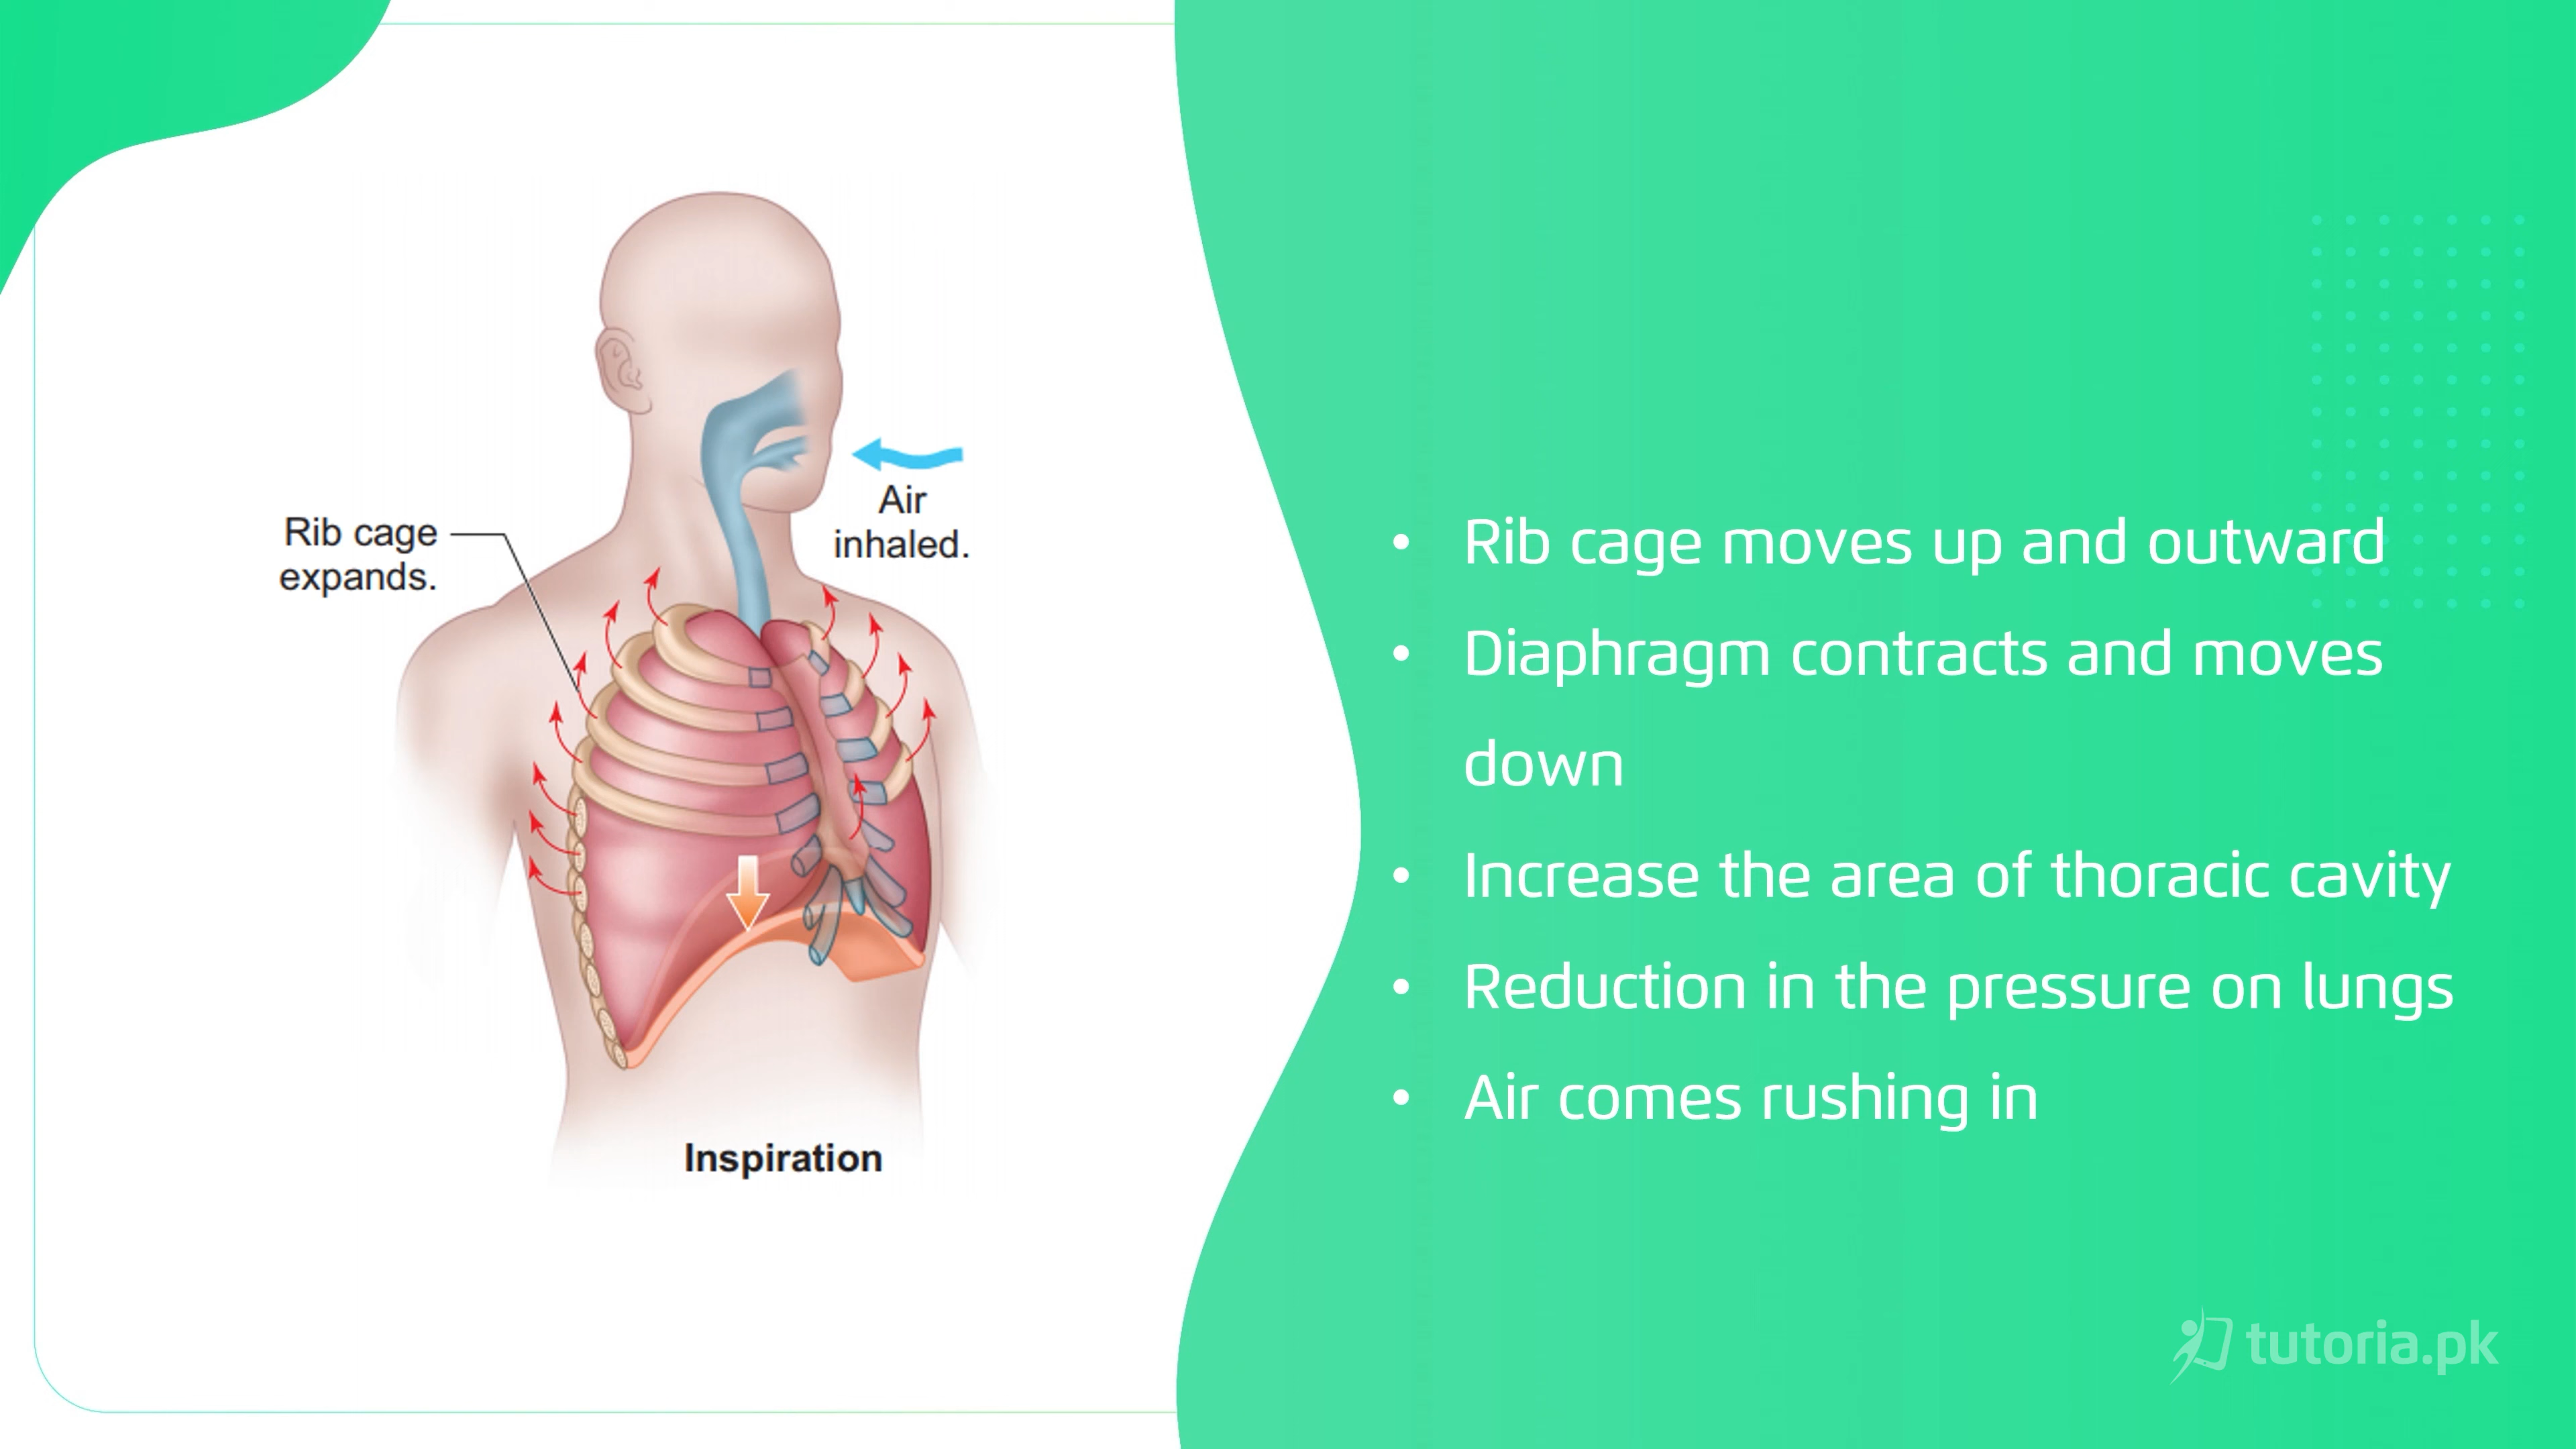 Rib cage
expands.
Air
inhaled.
Inspiration
• Rib cage moves up and outward
• Diaphragm contracts and moves
down
• Increase the area of thoracic cavity
• Reduction in the pressure on lungs
• Air comes rushing in
tutoria.pk